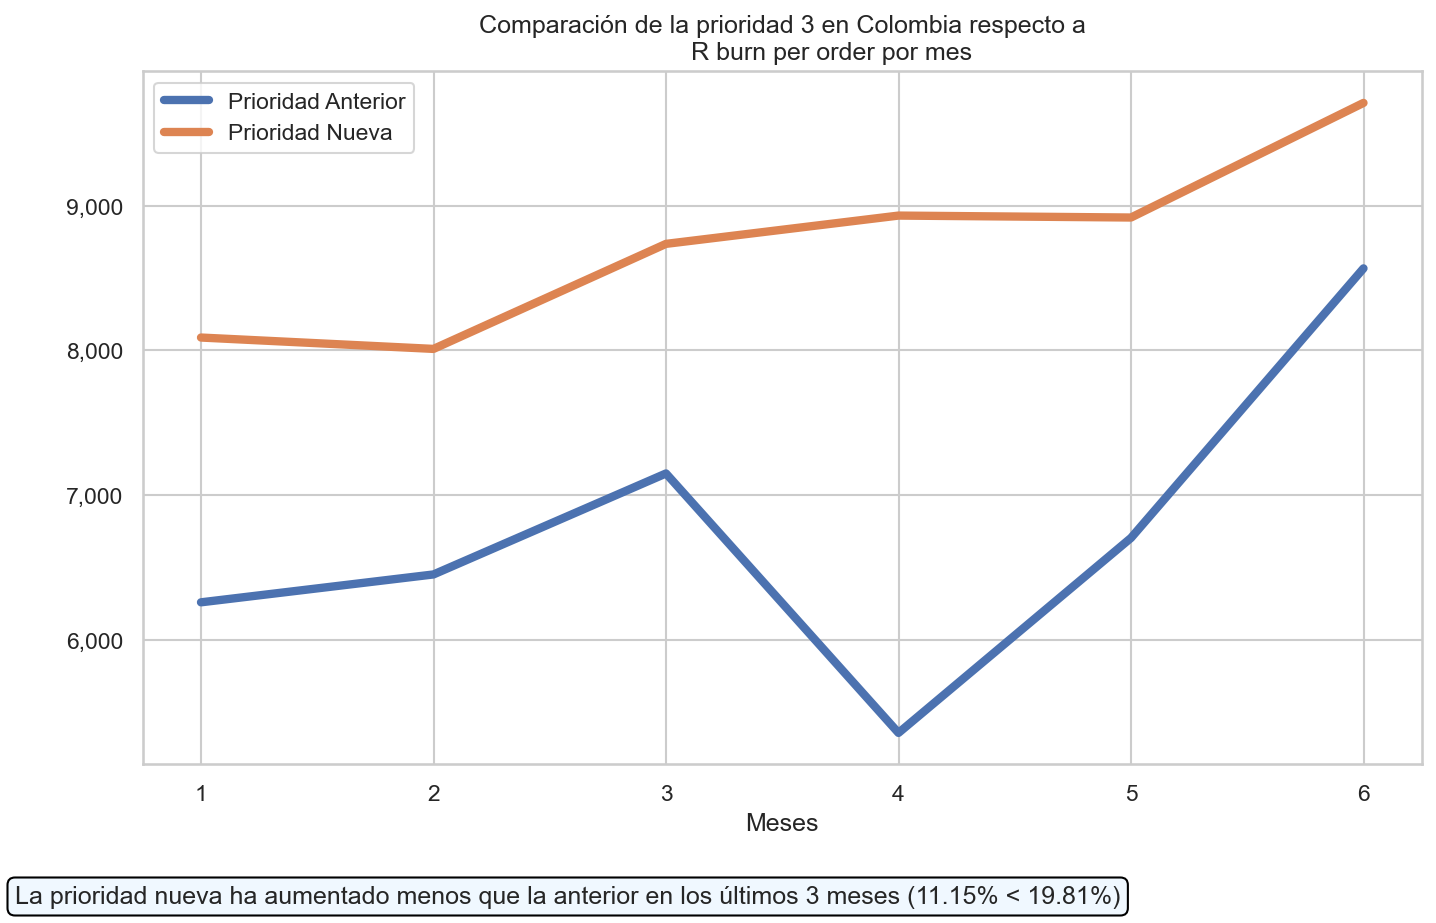 Comparación de la prioridad 3 en Colombia respecto a
R burn per order por mes
Prioridad Anterior
Prioridad Nueva
9,000
8,000
7,000
6,000
1 2 3 4 5 6
Meses
La prioridad nueva ha aumentado menos que la anterior en los últimos 3 meses (11.15% < 19.81%)